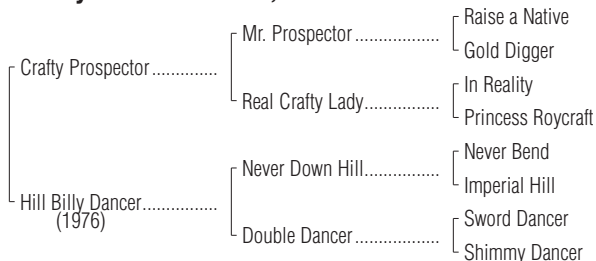 Raise a Native
Mr. Prospector ..................
Gold Digger
Crafty Prospector ..............
In Reality
Real Crafty Lady ................
Princess Roycraft
Never Bend
Never Down Hill ................
Imperial Hill
Hill Billy Dancer ................
(1976)
Sword Dancer
Double Dancer ..................
Shimmy Dancer